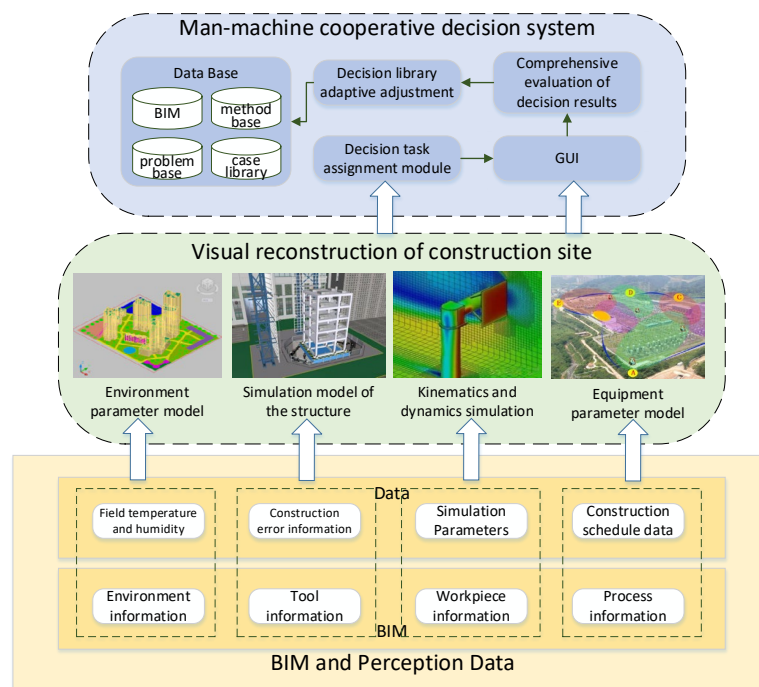 Man-machine cooperative decision system
Data Base
BIM
method
base
problem
base
case
library
Decision library
adaptive adjustment
Comprehensive
evaluation of
decision results
Decision task
assignment module
GUI
Visual reconstruction of construction site
Environment
parameter model
Simulation model of
the structure
Kinematics and
dynamics simulation
Equipment
parameter model
Data
Field temperature
and humidity
Construction
error information
Simulation
Parameters
Construction
schedule data
Environment
information
Tool
information
Workpiece
information
Process
information
BIM
BIM and Perception Data